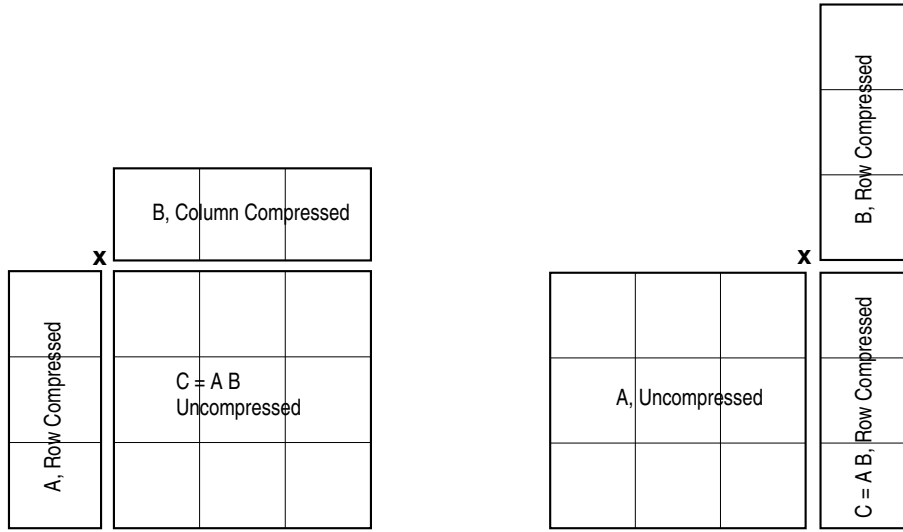 B, Column Compressed
x
A, Row Compressed
C = A B
Uncompressed
B, Row Compressed
x
A, Uncompressed
C = A B, Row Compressed